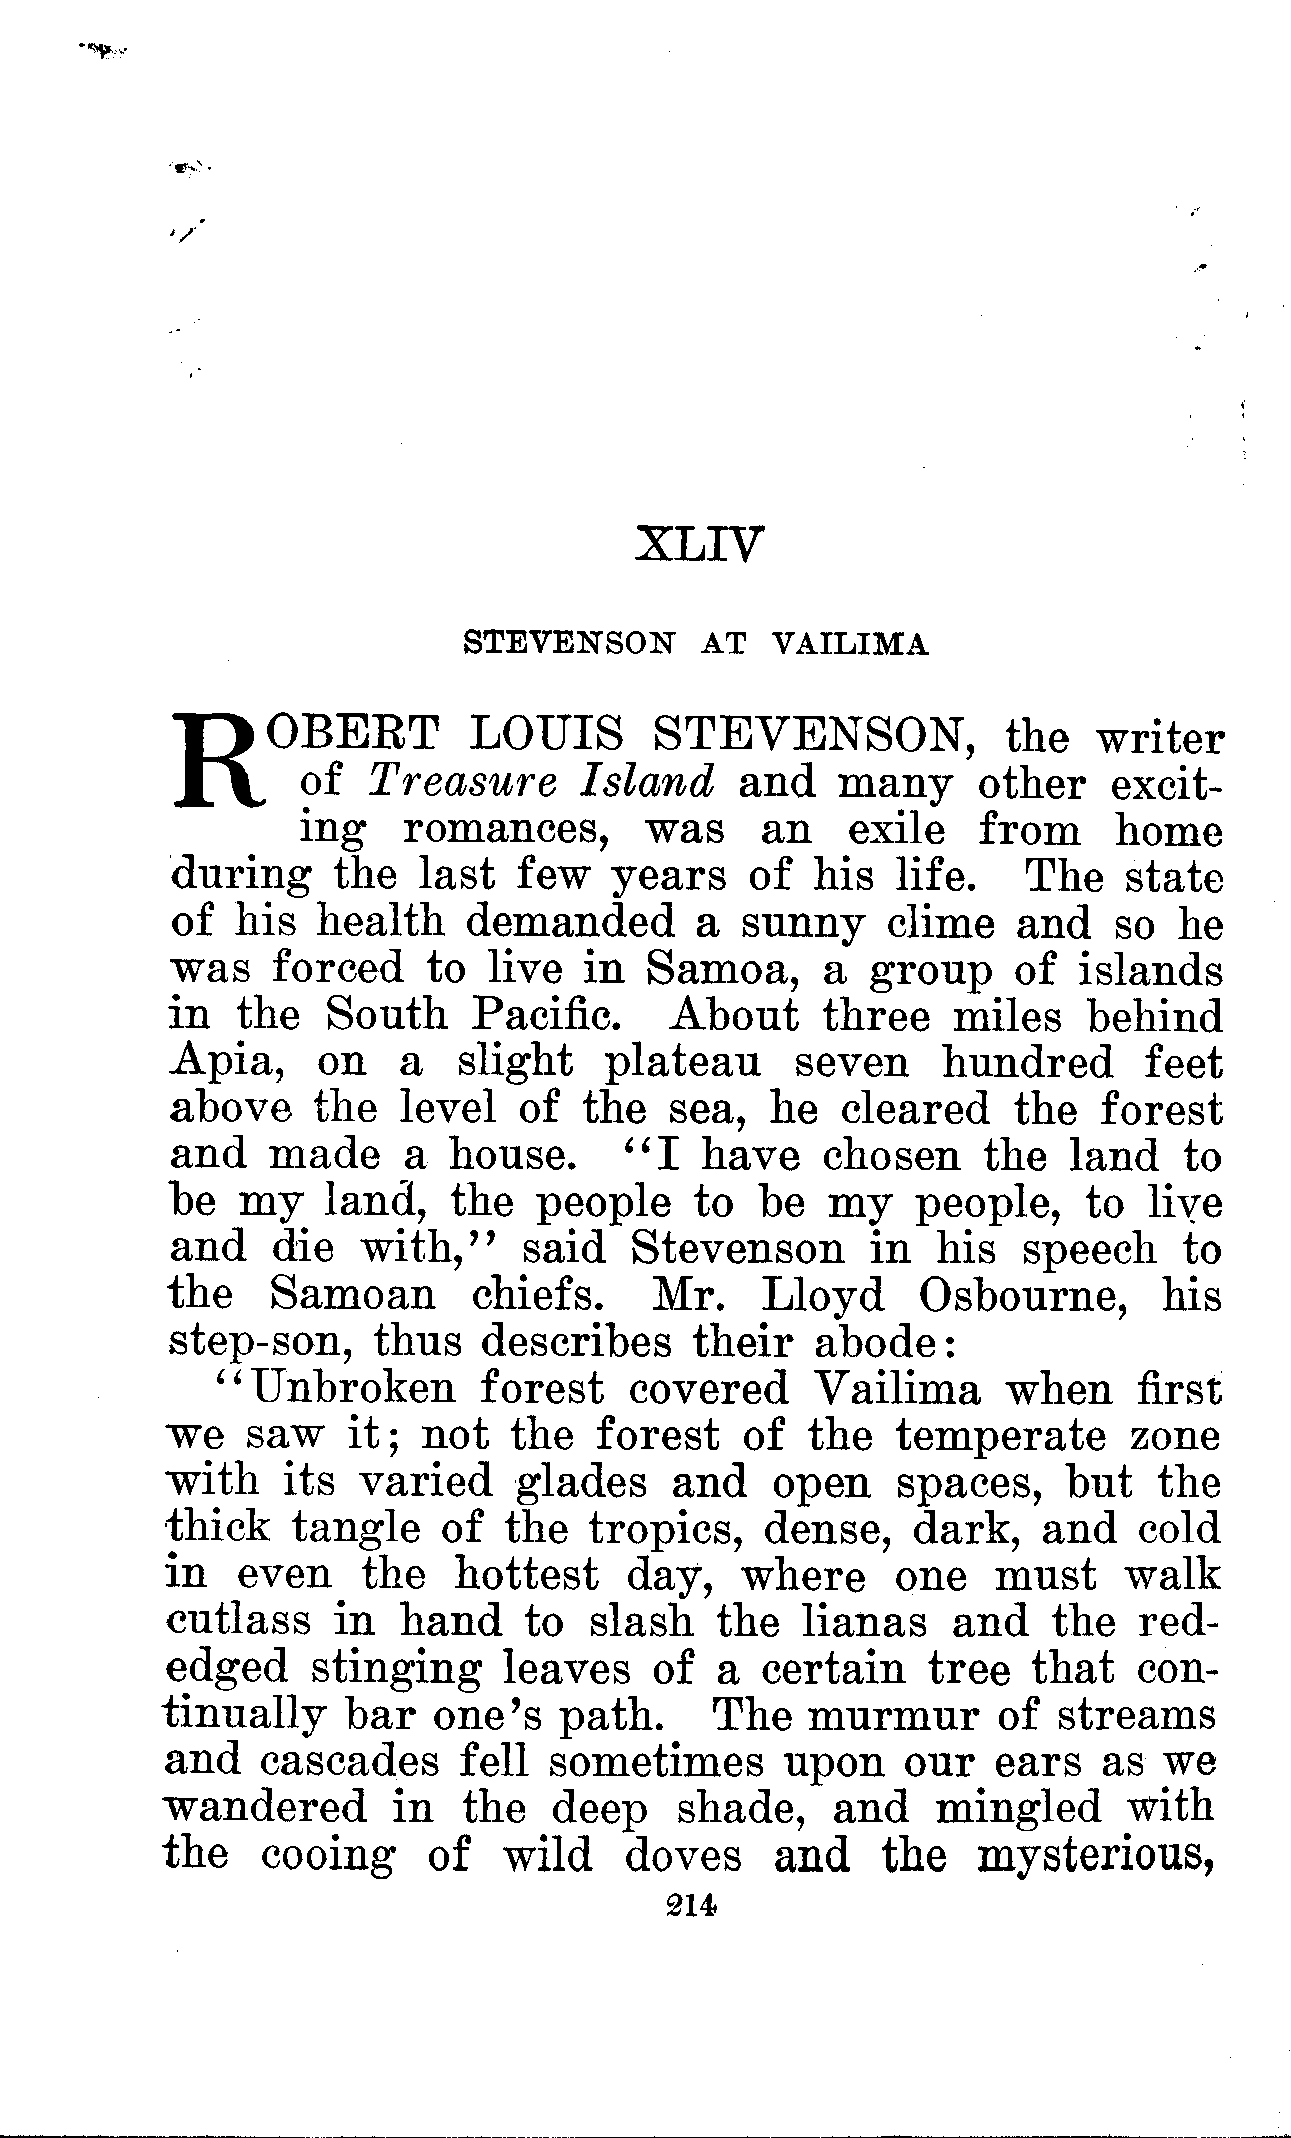 XLIV
STEVENSON AT VAILIMA
ROBERT LOUIS STEVENSON, the writer
of Treasure Island and many other excit-
ing romances, was an exile from home
during the last few years of his life. The state
of his health demanded a sunny clime and so he
was forced to live in Samoa, a group of islands
in the South Pacific. About three miles behind
Apia, on a slight plateau seven hundred feet
above the level of the sea, he cleared the forest
and made a house. “I have chosen the land to
be my land, the people to be my people, to live
and die with,” said Stevenson in his speech to
the Samoan chiefs. Mr. Lloyd Osbourne, his
step-son, thus describes their abode:
“Unbroken forest covered Vailima when first
we saw it; not the forest of the temperate zone
with its varied glades and open spaces, but the
thick tangle of the tropics, dense, dark, and cold
in even the hottest day, where one must walk
cutlass in hand to slash the lianas and the red-
edged stinging leaves of a certain tree that con-
tinually bar one’s path. The murmur of streams
and cascades fell sometimes upon our ears as we
wandered in the deep shade, and mingled with
the cooing of wild doves and the mysterious,
214